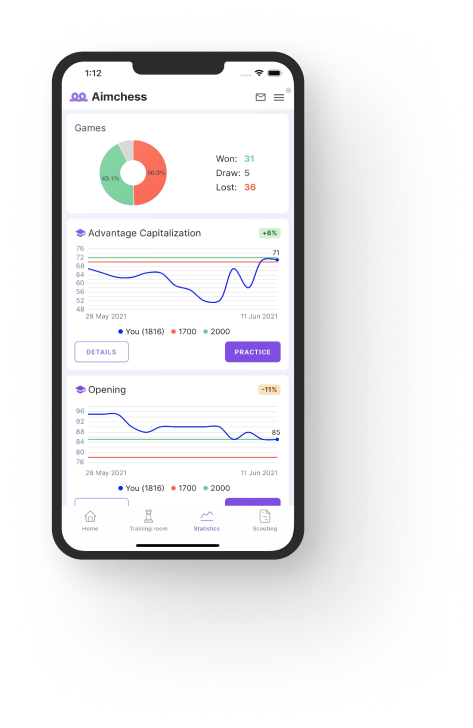 1:12
Aimchess
Games
43.1%
50.0%
Won: 31
Draw: 5
Lost: 36
Advantage Capitalization
+6%
76
72
68
64
60
56
52
48
71
28 May 2021
11 Jun 2021
You (1816) 1700 2000
DETAILS
PRACTICE
Opening
-11%
96
92
88
84
80
76
85
28 May 2021
11 Jun 2021
You (1816) 1700 2000
Home
Training room
Statistics
Scouting